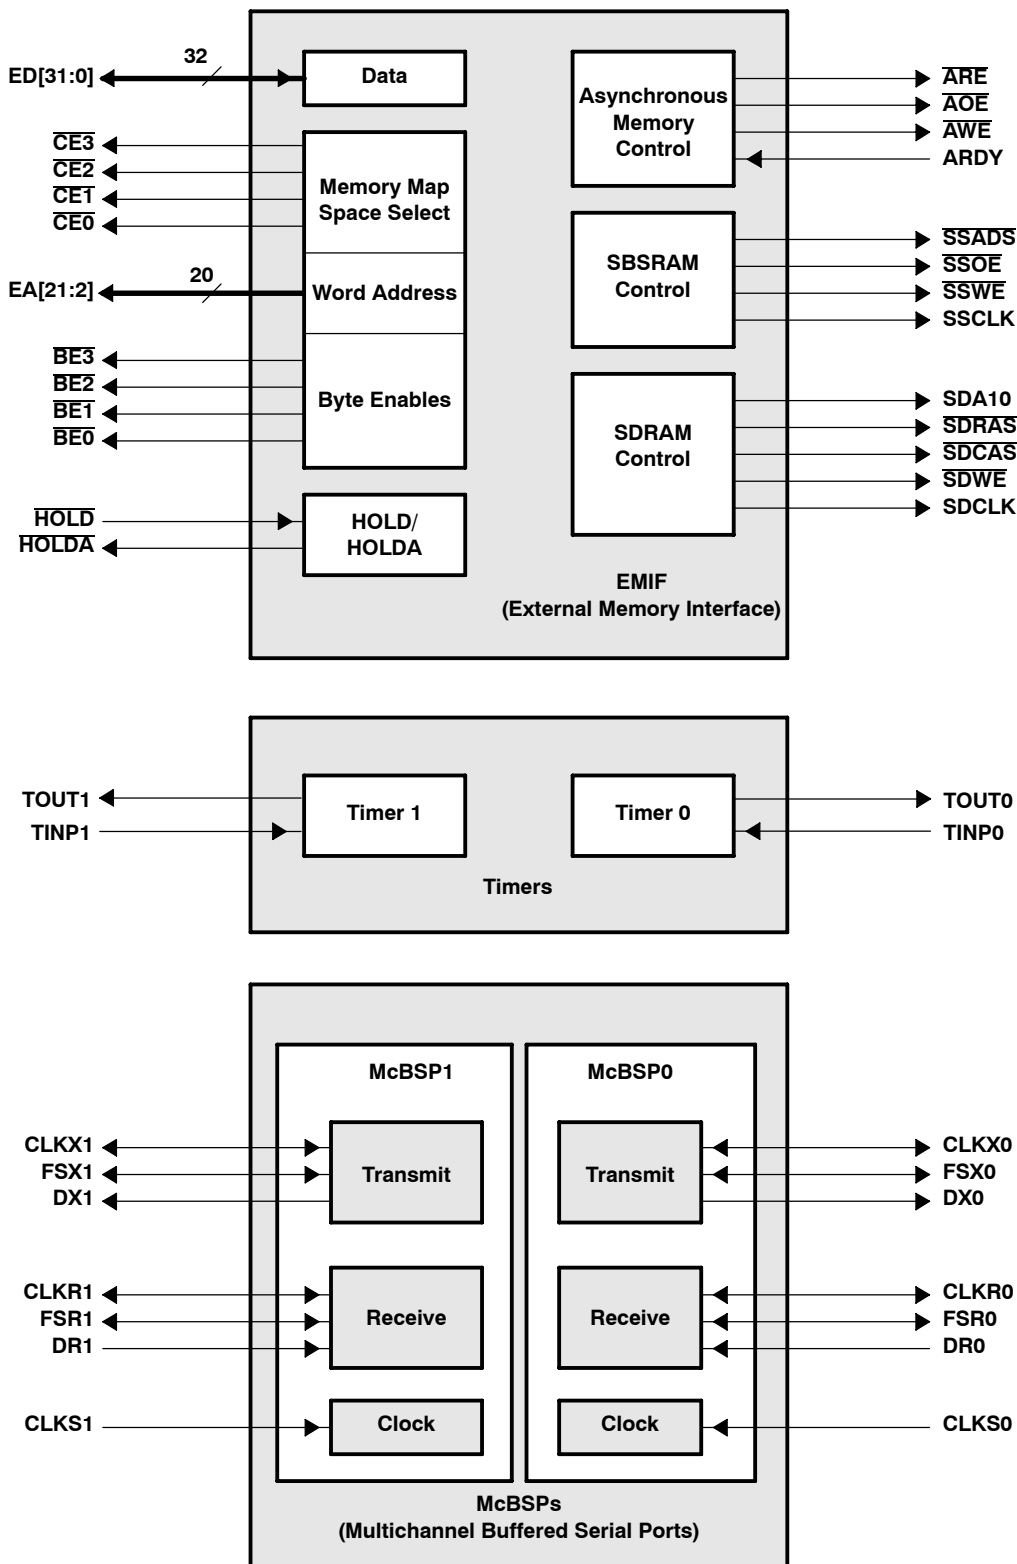 32
ED[31:0]
Data
CE3
CE2
CE1
CE0
Memory Map
Space Select
20
EA[21:2]
Word Address
BE3
BE2
BE1
BE0
Byte Enables
HOLD
HOLDA
HOLD/
HOLDA
Asynchronous
Memory
Control
ARE
AOE
AWE
ARDY
SBSRAM
Control
SSADS
SSOE
SSWE
SSCLK
SDRAM
Control
SDA10
SDRAS
SDCAS
SDWE
SDCLK
EMIF
(External Memory Interface)
TOUT1
TINP1
Timer 1
Timer 0
TOUT0
TINP0
Timers
McBSP1
McBSP0
CLKX1
FSX1
DX1
Transmit
Transmit
CLKX0
FSX0
DX0
CLKR1
FSR1
DR1
Receive
Receive
CLKR0
FSR0
DR0
CLKS1
Clock
Clock
CLKS0
McBSPs
(Multichannel Buffered Serial Ports)